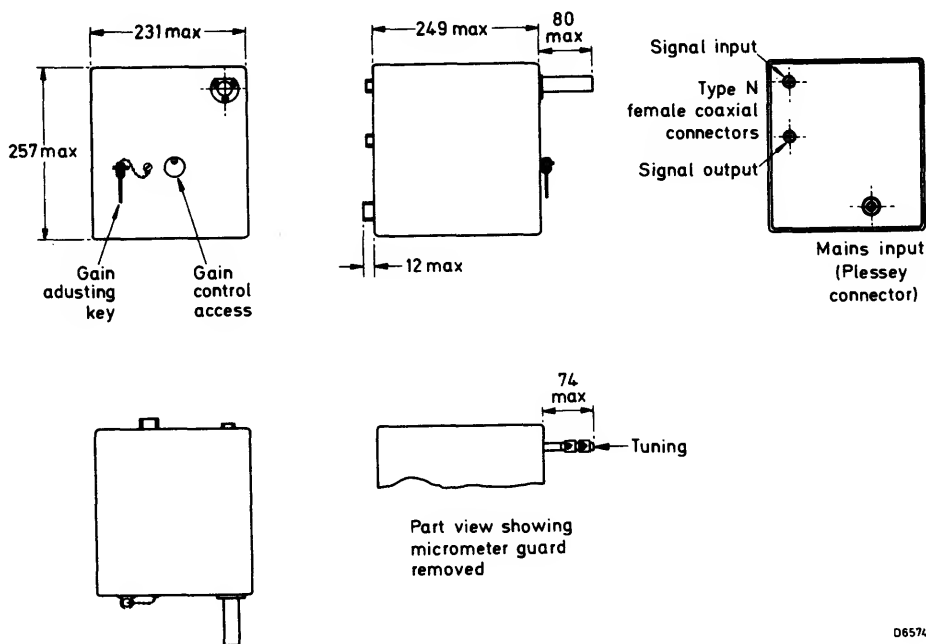 231 max
249 max
80
max
Signal input
Type N
female coaxial
connectors
Signal output
257 max
Gain
adusting
key
Gain
control
access
12 max
Mains input
(Plessey
connector)
74
max
Tuning
Part view showing
micrometer guard
removed
D6574